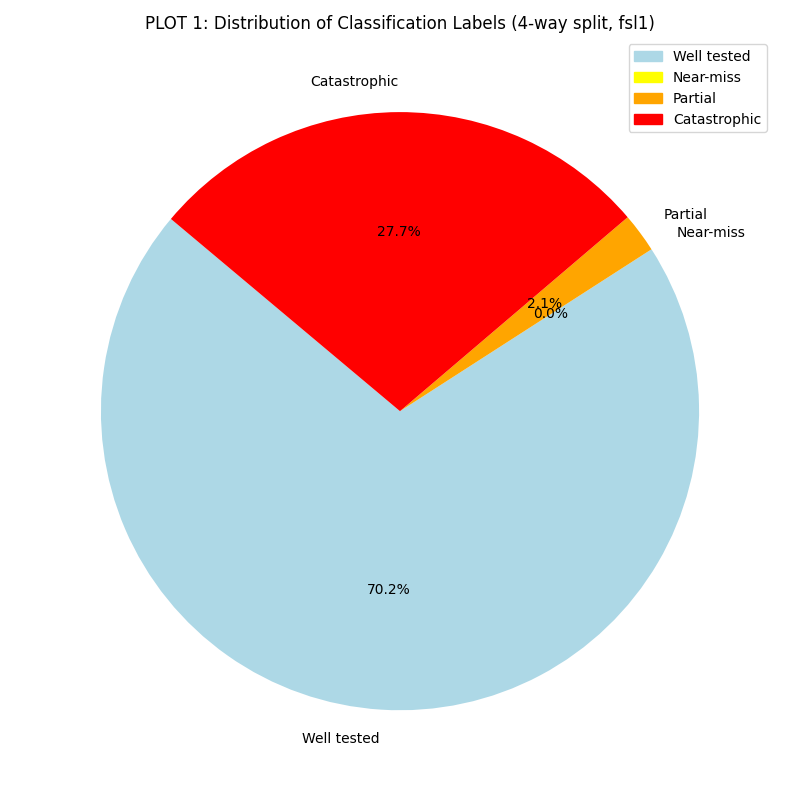 PLOT 1: Distribution of Classification Labels (4-way split, fsl1)
Well tested
Near-miss
Partial
Catastrophic
Catastrophic
Partial
Near-miss
27.7%
2.1%
0.0%
70.2%
Well tested